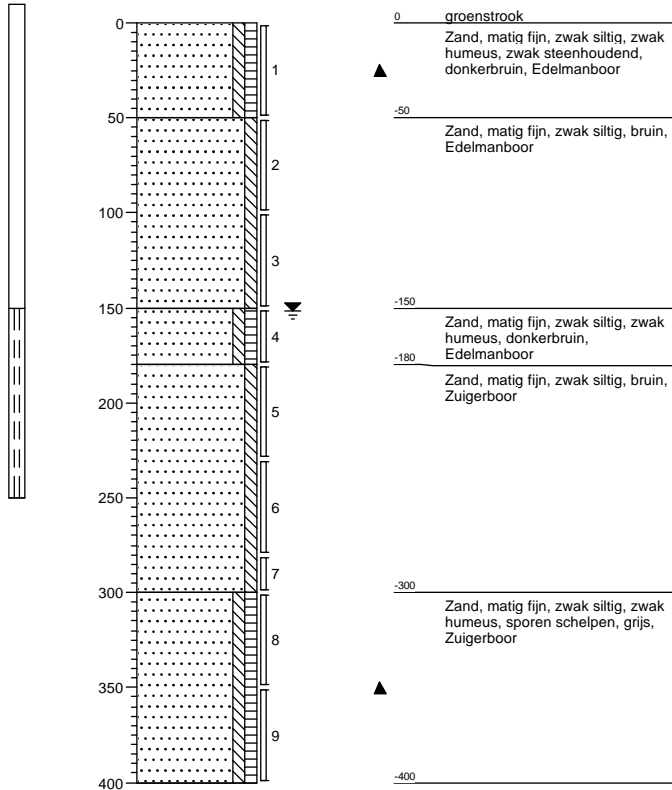 0
50
100
150
200
250
300
350
400
1
2
3
4
5
6
7
8
9
0 groenstrook
Zand, matig fijn, zwak siltig, zwak
humeus, zwak steenhoudend,
donkerbruin, Edelmanboor
-50
Zand, matig fijn, zwak siltig, bruin,
Edelmanboor
-150
Zand, matig fijn, zwak siltig, zwak
humeus, donkerbruin,
Edelmanboor
-180
Zand, matig fijn, zwak siltig, bruin,
Zuigerboor
-300
Zand, matig fijn, zwak siltig, zwak
humeus, sporen schelpen, grijs,
Zuigerboor
-400